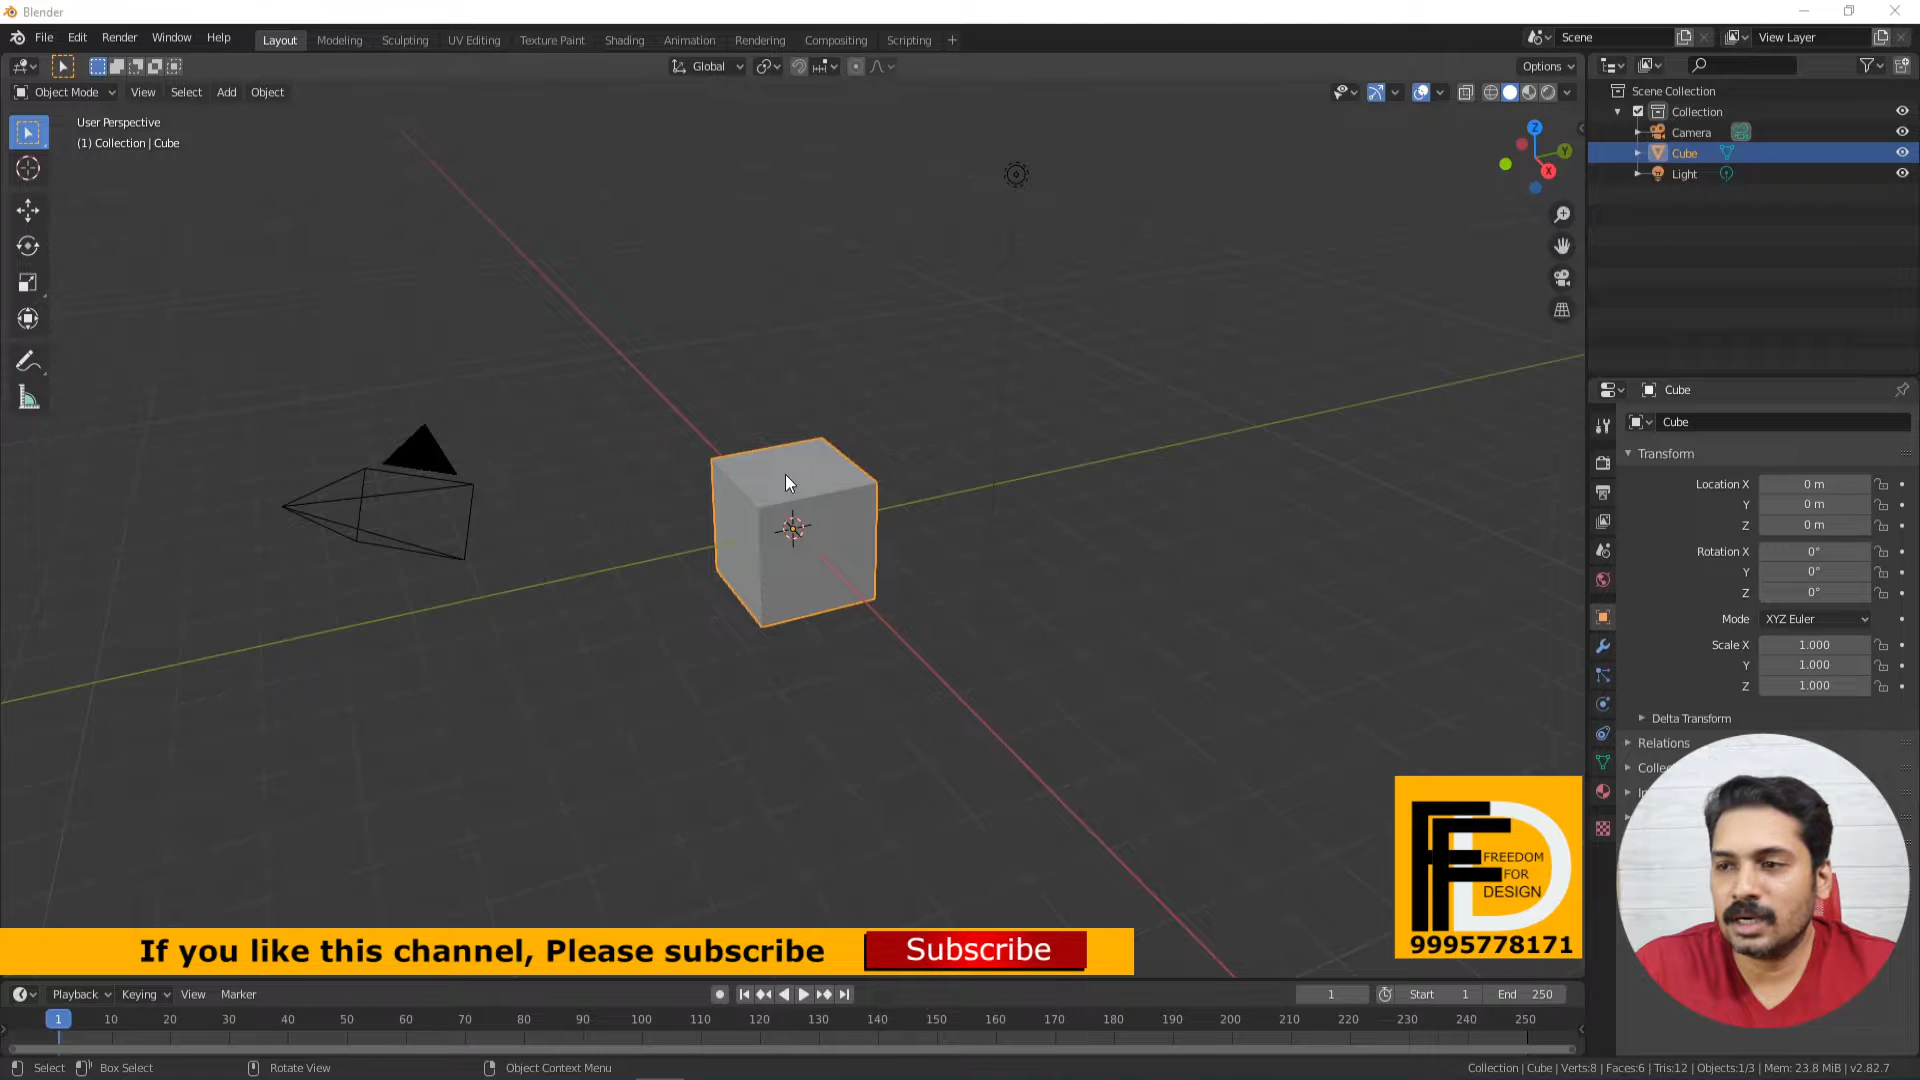 Blender
File Edit Render Window Help Layout Modeling Sculpting UV Editing Texture Paint Shading Animation Rendering Compositing Scripting + Scene View Layer
Global Options
Object Mode View Select Add Object
User Perspective
(1) Collection | Cube
Z
Y
X
Scene Collection
Collection
Camera
Cube
Light
Cube
Cube
Transform
Location X 0 m
Y 0 m
Z 0 m
Rotation X 0°
Y 0°
Z 0°
Mode XYZ Euler
Scale X 1.000
Y 1.000
Z 1.000
Delta Transform
Relations
FREEDOM
FOR
DESIGN
9995778171
If you like this channel, Please subscribe Subscribe
Playback Keying View Marker 1 Start 1 End 250
1 10 20 30 40 50 60 70 80 90 100 110 120 130 140 150 160 170 180 190 200 210 220 230 240 250
Select Box Select Rotate View Object Context Menu Collection | Cube | Verts:8 | Faces:6 | Tris:12 | Objects:1/3 | Mem: 23.8 MiB | v2.82.7